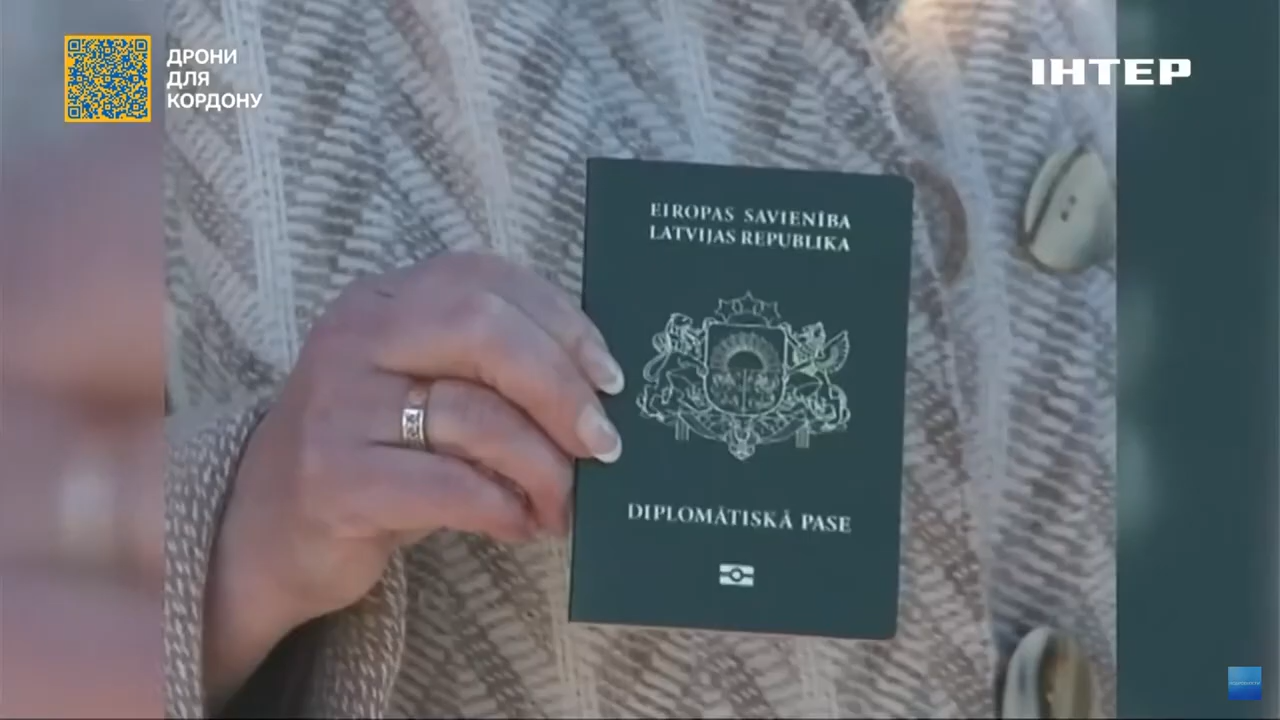 ДРОНИ
ДЛЯ
КОРДОНУ
ІНТЕР
EIROPAS SAVIENĪBA
LATVIJAS REPUBLIKA
DIPLOMĀTISKĀ PASE